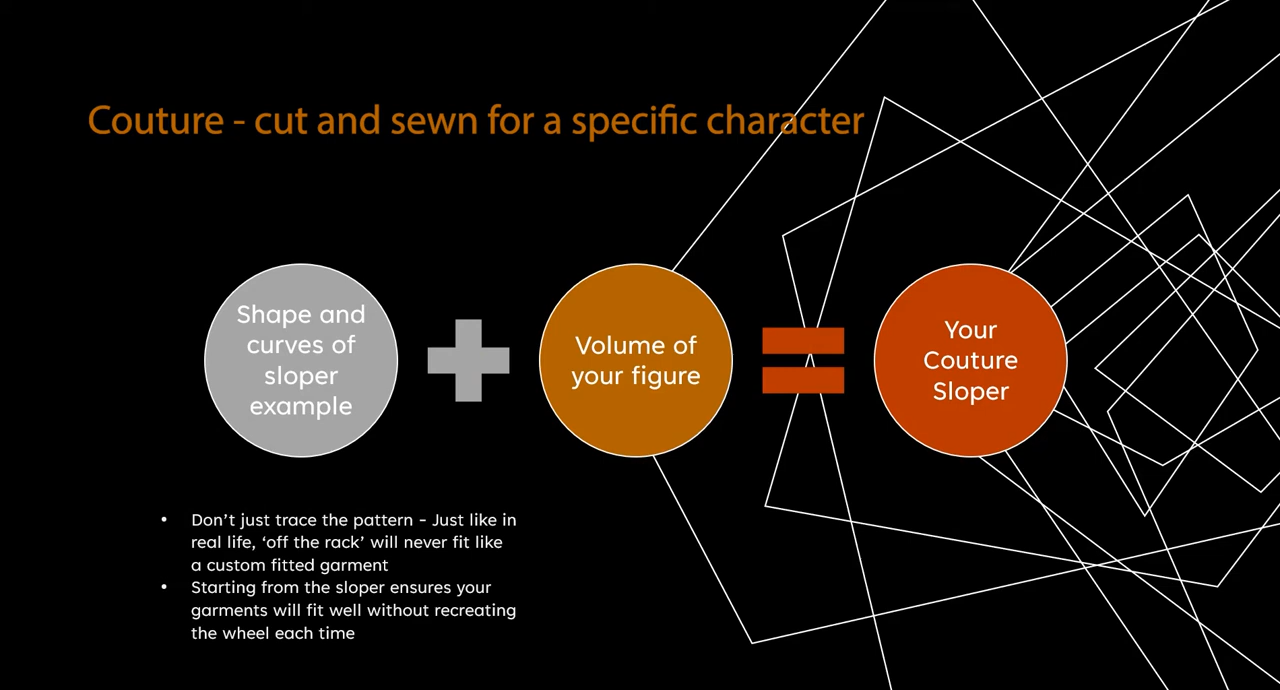 Couture - cut and sewn for a specific character
Shape and
curves of
sloper
example
Volume of
your figure
Your
Couture
Sloper
• Don’t just trace the pattern – Just like in
real life, ‘off the rack’ will never fit like
a custom fitted garment
• Starting from the sloper ensures your
garments will fit well without recreating
the wheel each time